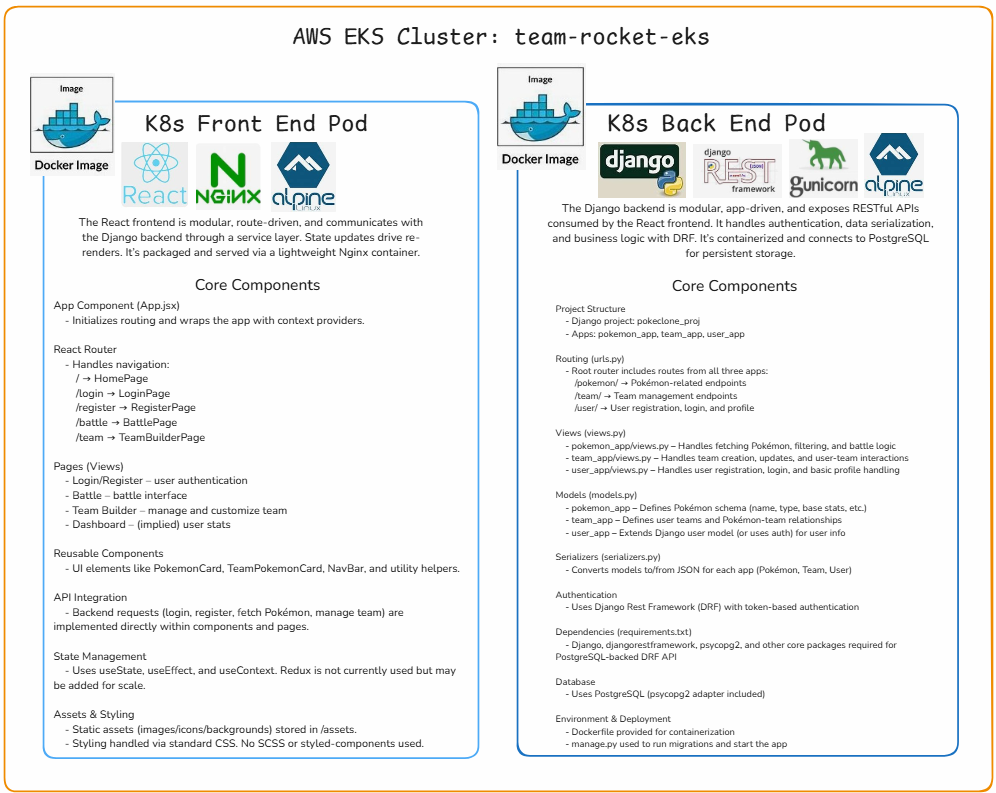 AWS EKS Cluster: team-rocket-eks
Image
Docker Image
K8s Front End Pod
React
NGINX
alpine
Linux
The React frontend is modular, route-driven, and communicates with
the Django backend through a service layer. State updates drive re-
renders. It's packaged and served via a lightweight Nginx container.
Core Components
App Component (App.jsx)
- Initializes routing and wraps the app with context providers.
React Router
- Handles navigation:
/ → HomePage
/login → LoginPage
/register → RegisterPage
/battle → BattlePage
/team → TeamBuilderPage
Pages (Views)
- Login/Register – user authentication
- Battle – battle interface
- Team Builder – manage and customize team
- Dashboard – (implied) user stats
Reusable Components
- UI elements like PokemonCard, TeamPokemonCard, NavBar, and utility helpers.
API Integration
- Backend requests (login, register, fetch Pokémon, manage team) are
implemented directly within components and pages.
State Management
- Uses useState, useEffect, and useContext. Redux is not currently used but may
be added for scale.
Assets & Styling
- Static assets (images/icons/backgrounds) stored in /assets.
- Styling handled via standard CSS. No SCSS or styled-components used.
Image
Docker Image
K8s Back End Pod
django
django
REST
framework
gunicorn
alpine
Linux
The Django backend is modular, app-driven, and exposes RESTful APIs
consumed by the React frontend. It handles authentication, data serialization,
and business logic with DRF. It's containerized and connects to PostgreSQL
for persistent storage.
Core Components
Project Structure
- Django project: pokeclone_proj
- Apps: pokemon_app, team_app, user_app
Routing (urls.py)
- Root router includes routes from all three apps:
/pokemon/ → Pokémon-related endpoints
/team/ → Team management endpoints
/user/ → User registration, login, and profile
Views (views.py)
- pokemon_app/views.py – Handles fetching Pokémon, filtering, and battle logic
- team_app/views.py – Handles team creation, updates, and user-team interactions
- user_app/views.py – Handles user registration, login, and basic profile handling
Models (models.py)
- pokemon_app – Defines Pokémon schema (name, type, base stats, etc.)
- team_app – Defines user teams and Pokémon-team relationships
- user_app – Extends Django user model (or uses auth) for user info
Serializers (serializers.py)
- Converts models to/from JSON for each app (Pokémon, Team, User)
Authentication
- Uses Django Rest Framework (DRF) with token-based authentication
Dependencies (requirements.txt)
- Django, djangorestframework, psycopg2, and other core packages required for
PostgreSQL-backed DRF API
Database
- Uses PostgreSQL (psycopg2 adapter included)
Environment & Deployment
- Dockerfile provided for containerization
- manage.py used to run migrations and start the app